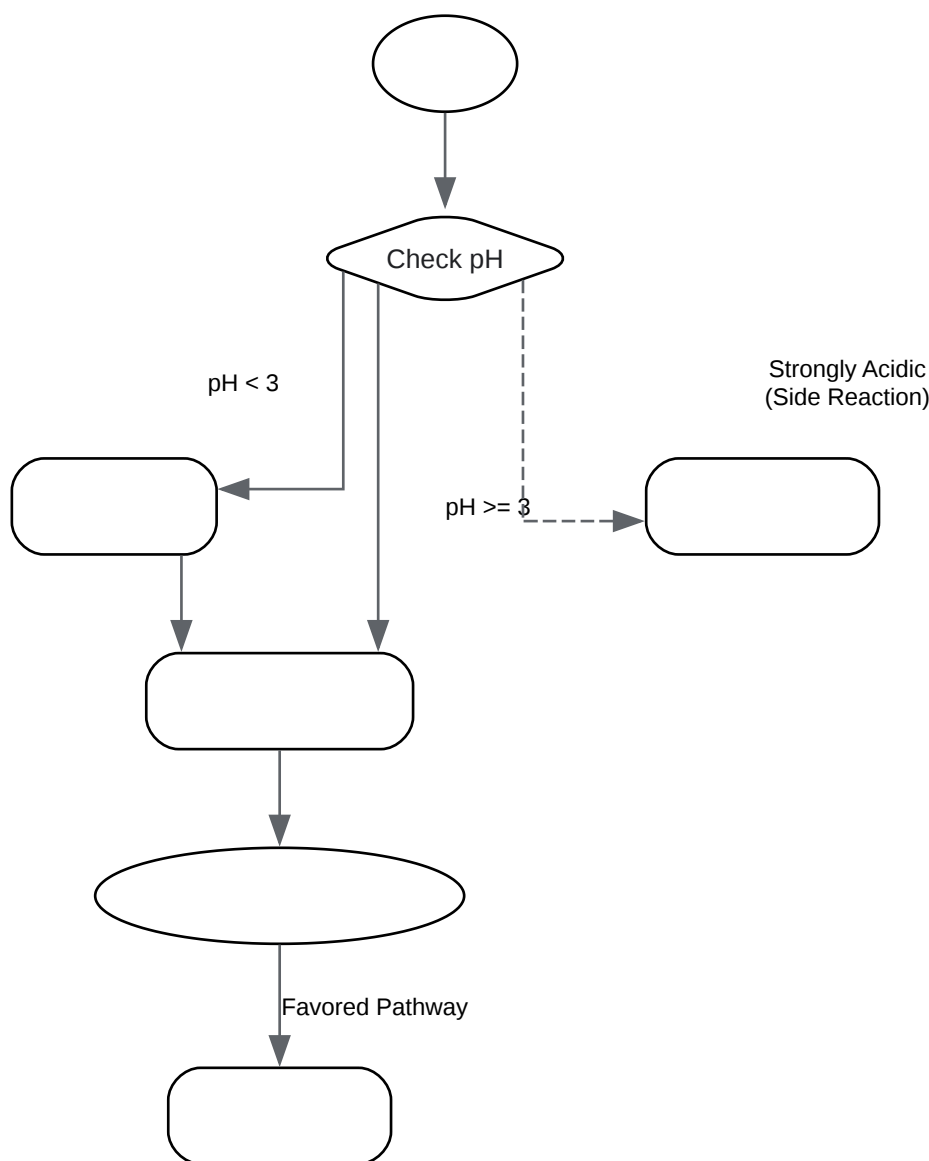 Check pH
pH < 3
Strongly Acidic
(Side Reaction)
pH >= 3
Favored Pathway